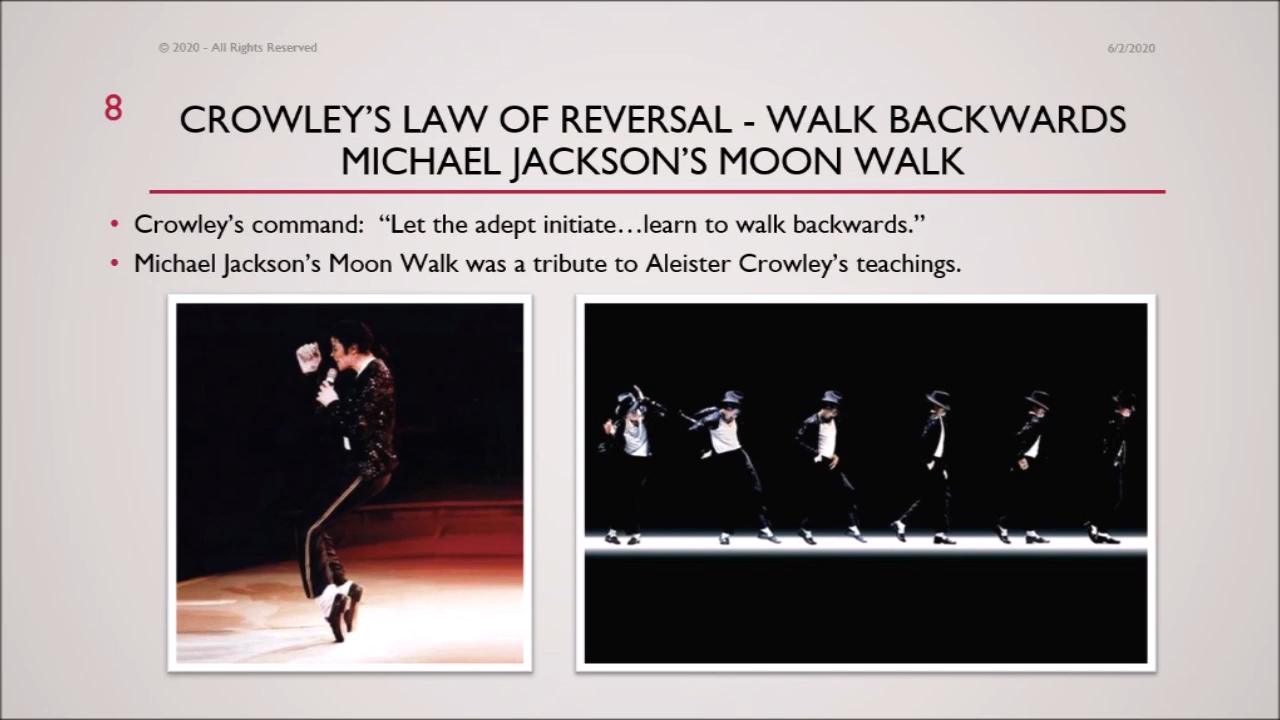 © 2020 - All Rights Reserved
6/2/2020
8
CROWLEY’S LAW OF REVERSAL - WALK BACKWARDS
MICHAEL JACKSON’S MOON WALK
• Crowley’s command:  “Let the adept initiate…learn to walk backwards.”
• Michael Jackson’s Moon Walk was a tribute to Aleister Crowley’s teachings.